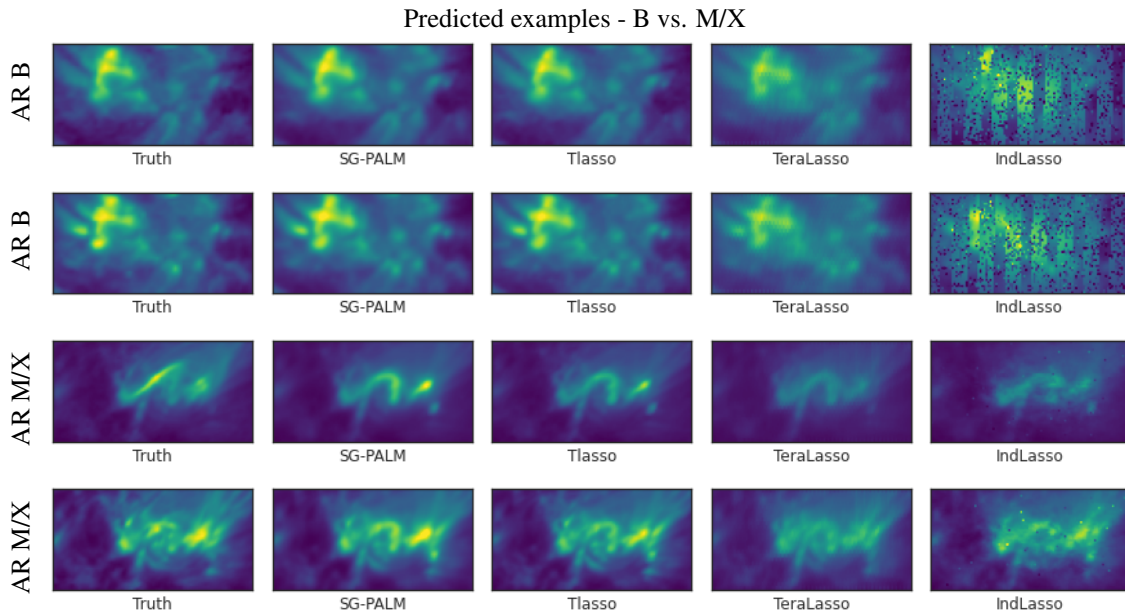 Predicted examples - B vs. M/X
AR B
Truth SG-PALM Tlasso TeraLasso IndLasso
AR B
Truth SG-PALM Tlasso TeraLasso IndLasso
AR M/X
Truth SG-PALM Tlasso TeraLasso IndLasso
AR M/X
Truth SG-PALM Tlasso TeraLasso IndLasso